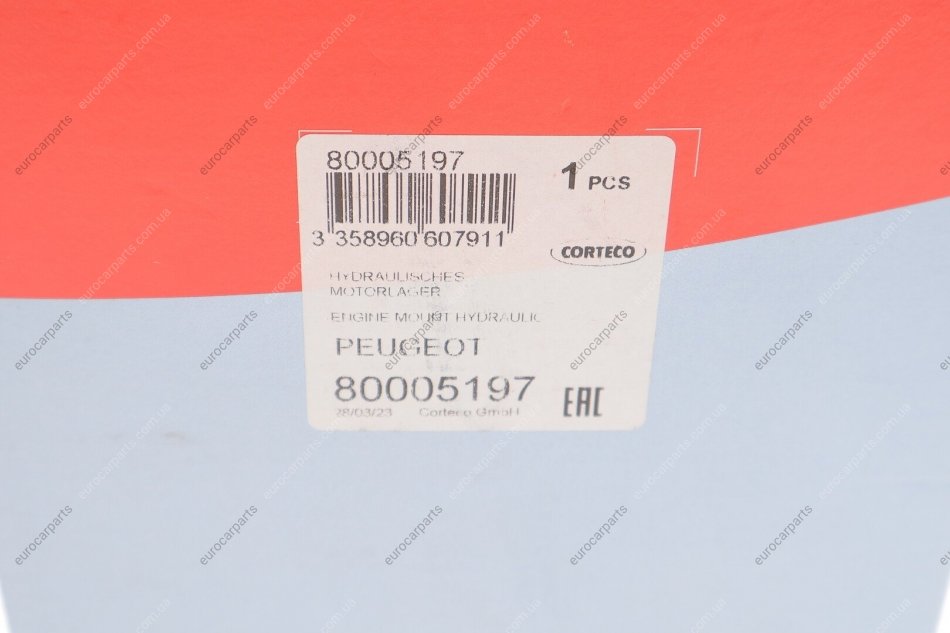 80005197
1 PCS
3 358960 607911
CORTECO
HYDRAULISCHES
MOTORLAGER
ENGINE MOUNT HYDRAULIC
PEUGEOT
80005197
EAC
28/03/23 Corteco GmbH
eurocarparts
eurocarparts.com.ua